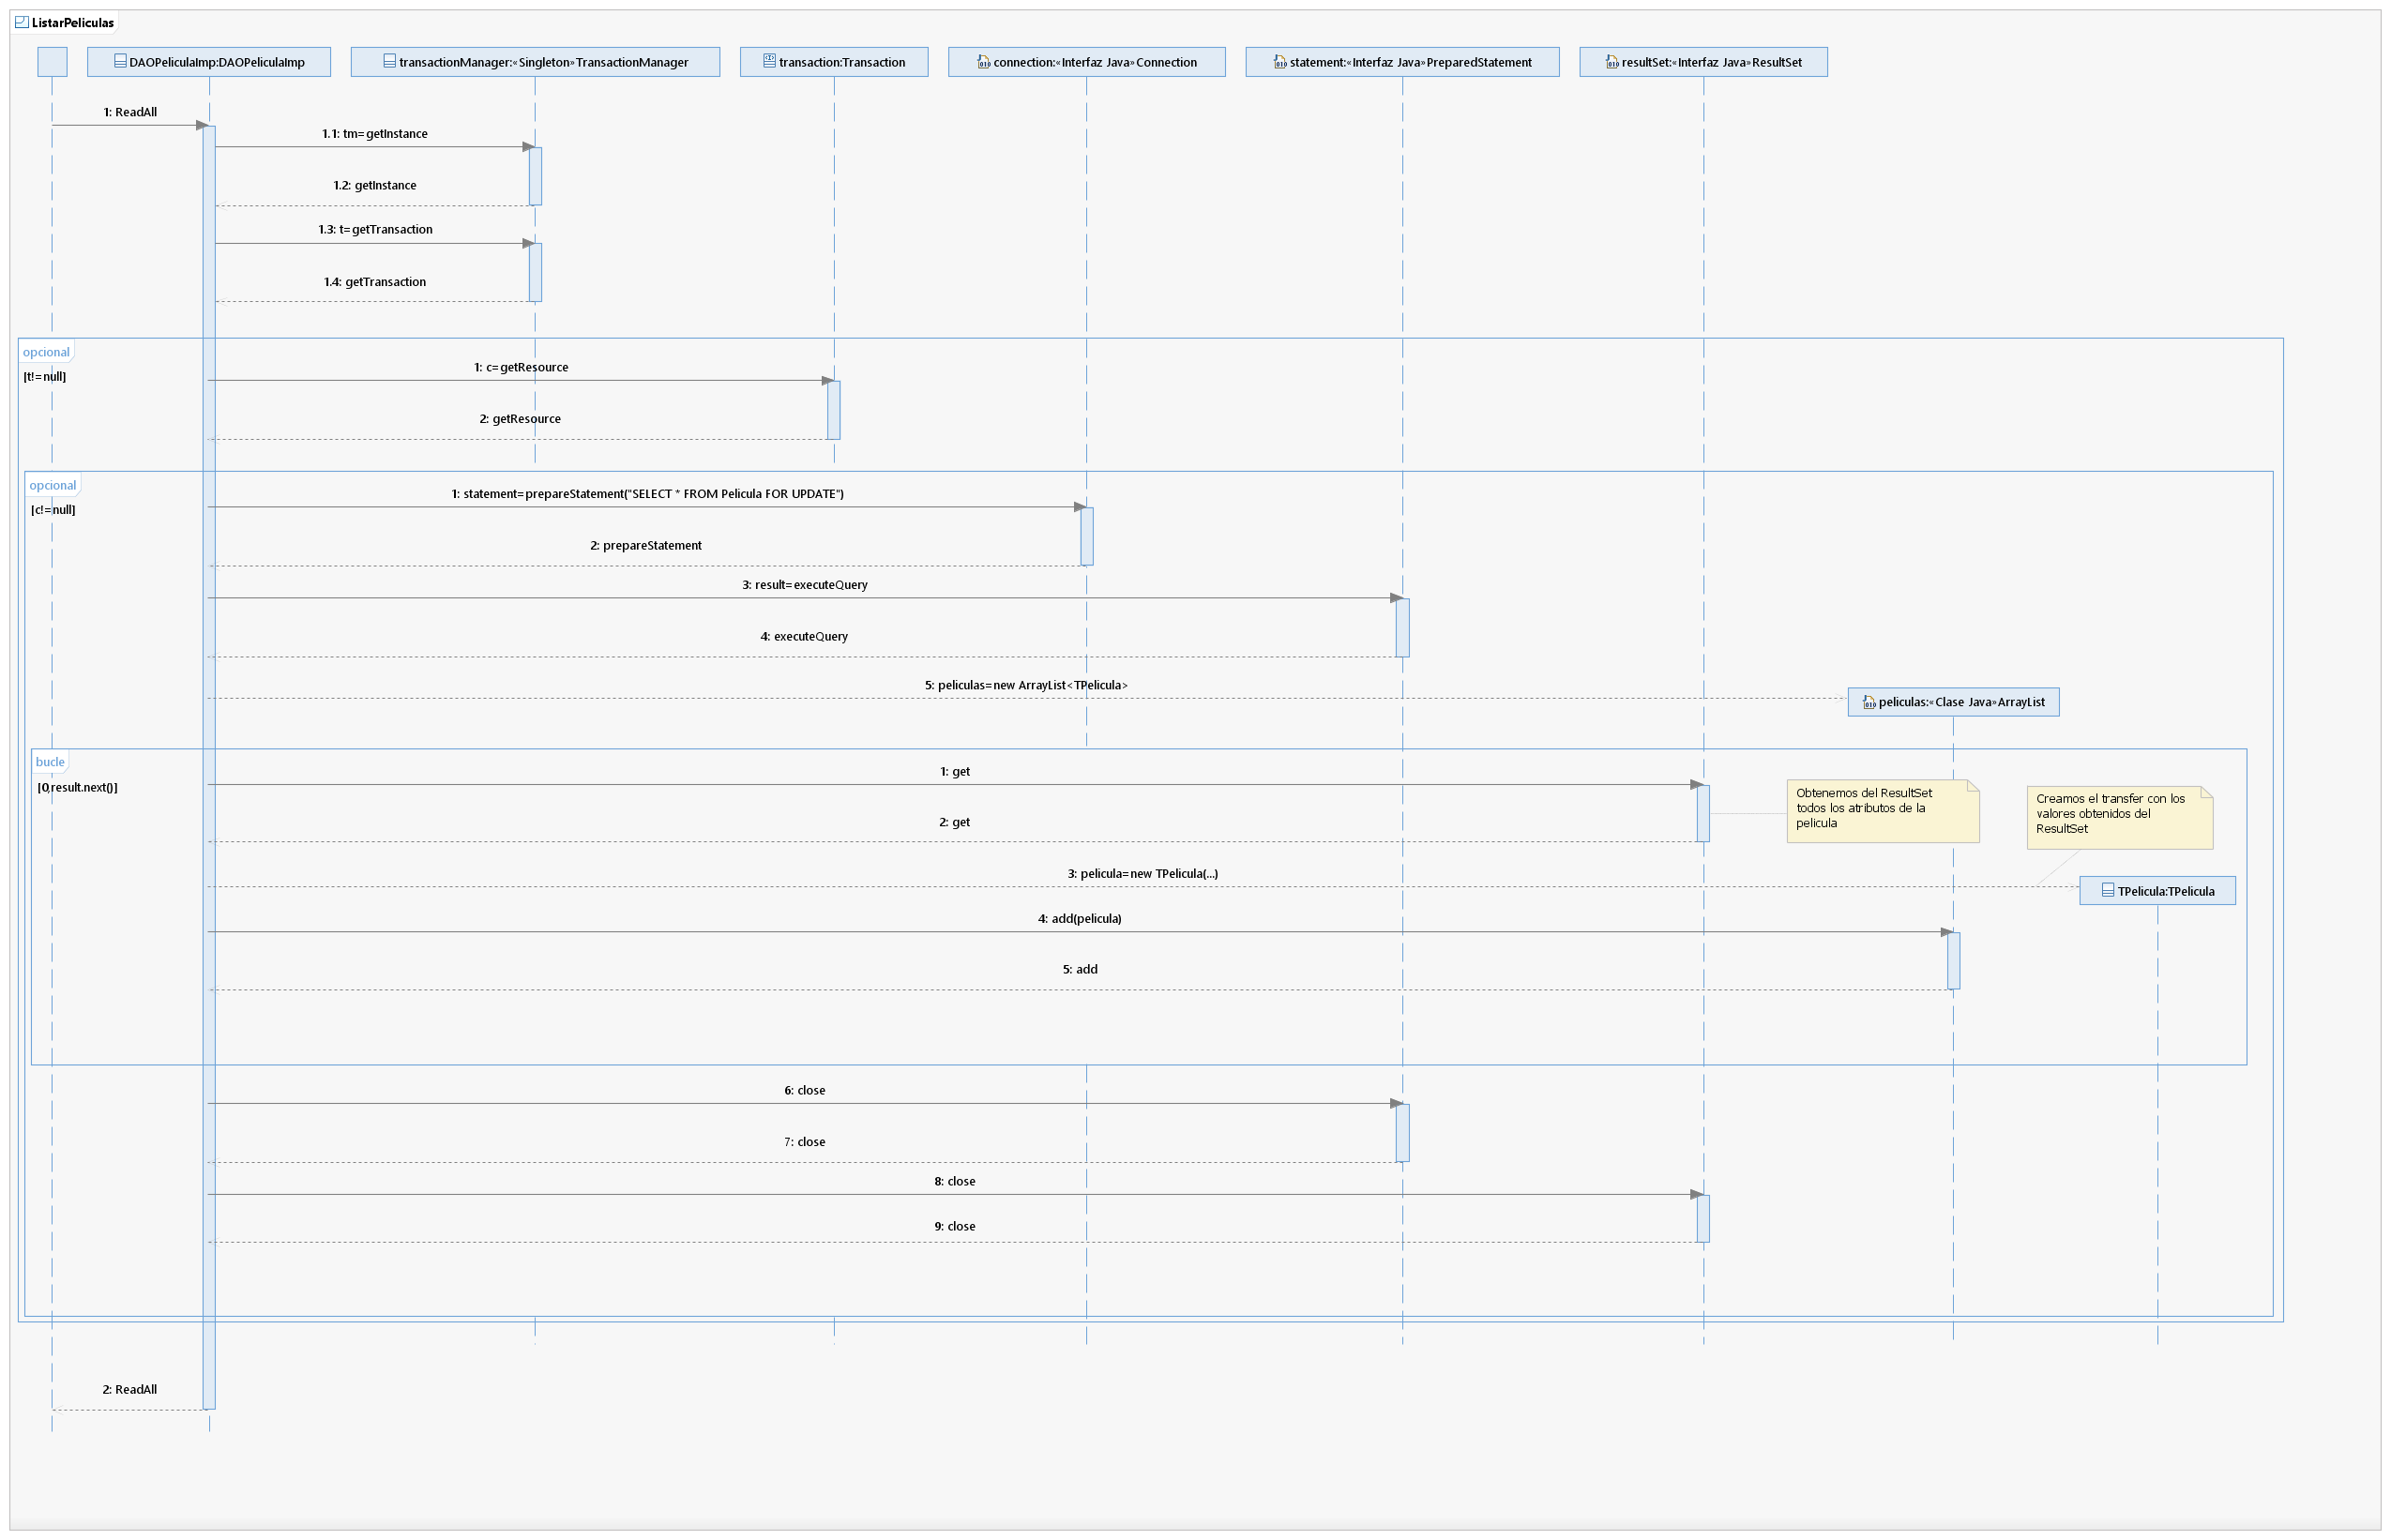 ListarPeliculas
DAOPeliculaImp:DAOPeliculaImp
transactionManager:«Singleton»TransactionManager
transaction:Transaction
connection:«Interfaz Java»Connection
statement:«Interfaz Java»PreparedStatement
resultSet:«Interfaz Java»ResultSet
1: ReadAll
1.1: tm=getInstance
1.2: getInstance
1.3: t=getTransaction
1.4: getTransaction
opcional
[t!=null]
1: c=getResource
2: getResource
opcional
[c!=null]
1: statement=prepareStatement("SELECT * FROM Pelicula FOR UPDATE")
2: prepareStatement
3: result=executeQuery
4: executeQuery
5: peliculas=new ArrayList<TPelicula>
peliculas:«Clase Java»ArrayList
bucle
[0,result.next()]
1: get
Obtenemos del ResultSet
todos los atributos de la
pelicula
Creamos el transfer con los
valores obtenidos del
ResultSet
2: get
3: pelicula=new TPelicula(...)
TPelicula:TPelicula
4: add(pelicula)
5: add
6: close
7: close
8: close
9: close
2: ReadAll